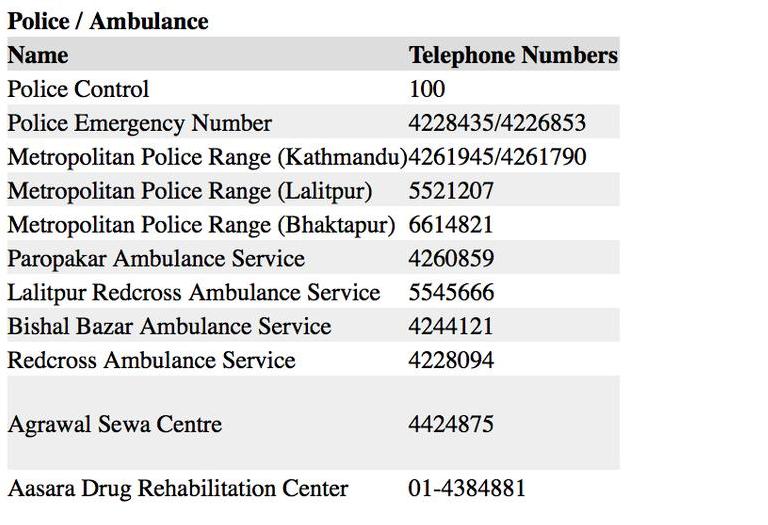 Police / Ambulance
Name Telephone Numbers
Police Control 100
Police Emergency Number 4228435/4226853
Metropolitan Police Range (Kathmandu)4261945/4261790
Metropolitan Police Range (Lalitpur) 5521207
Metropolitan Police Range (Bhaktapur) 6614821
Paropakar Ambulance Service 4260859
Lalitpur Redcross Ambulance Service 5545666
Bishal Bazar Ambulance Service 4244121
Redcross Ambulance Service 4228094
Agrawal Sewa Centre 4424875
Aasara Drug Rehabilitation Center 01-4384881